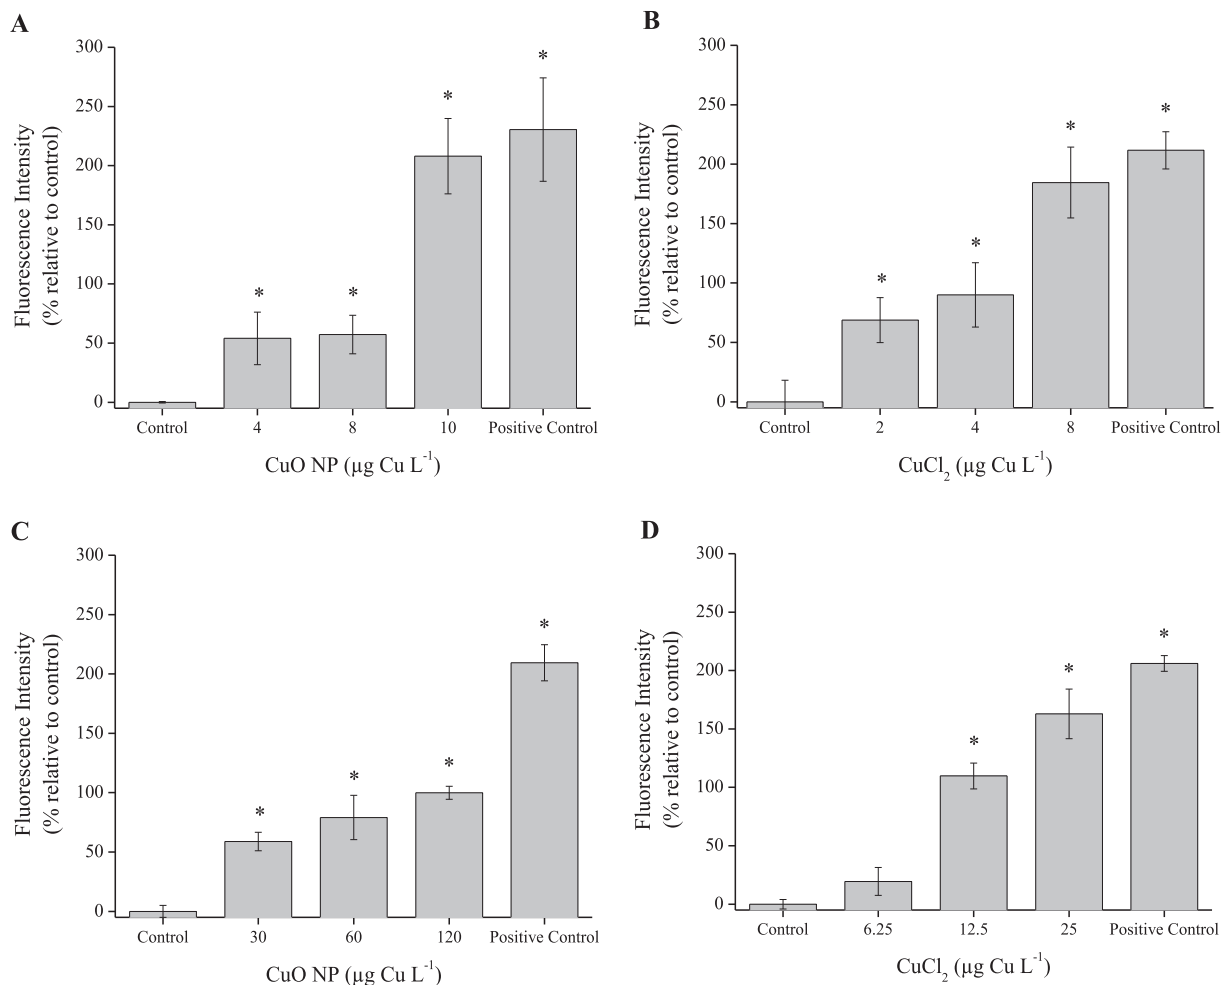 A
Fluorescence Intensity
(% relative to control)
300
250
200
150
100
50
0
*
*
*
*
Control
4
8
10
Positive Control
CuO NP (µg Cu L⁻¹)
B
Fluorescence Intensity
(% relative to control)
300
250
200
150
100
50
0
*
*
*
*
Control
2
4
8
Positive Control
CuCl₂ (µg Cu L⁻¹)
C
Fluorescence Intensity
(% relative to control)
300
250
200
150
100
50
0
*
*
*
*
Control
30
60
120
Positive Control
CuO NP (µg Cu L⁻¹)
D
Fluorescence Intensity
(% relative to control)
300
250
200
150
100
50
0
*
*
*
Control
6.25
12.5
25
Positive Control
CuCl₂ (µg Cu L⁻¹)